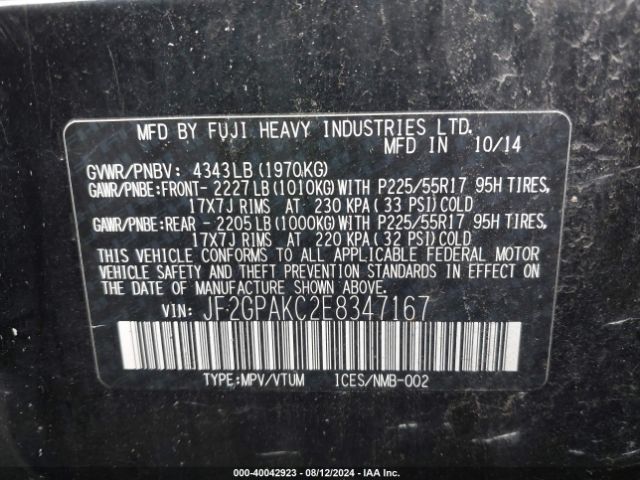 MFD BY FUJI HEAVY INDUSTRIES LTD.
MFD IN 10/14
GVWR/PNBV: 4343LB(1970KG)
GAWR/PNBE:FRONT- 2227LB(1010KG)WITH P225/55R17 95H TIRES,
17X7J RIMS AT 230 KPA(33 PSI)COLD
GAWR/PNBE:REAR - 2205LB(1000KG)WITH P225/55R17 95H TIRES,
17X7J RIMS AT 220 KPA(32 PSI)COLD
THIS VEHICLE CONFORMS TO ALL APPLICABLE FEDERAL MOTOR
VEHICLE SAFETY AND THEFT PREVENTION STANDARDS IN EFFECT ON
THE DATE OF MANUFACTURE SHOWN ABOVE.
VIN: JF2GPAKC2E8347167
TYPE:MPV/VTUM ICES/NMB-002
000-40042923 - 08/12/2024 - IAA Inc.